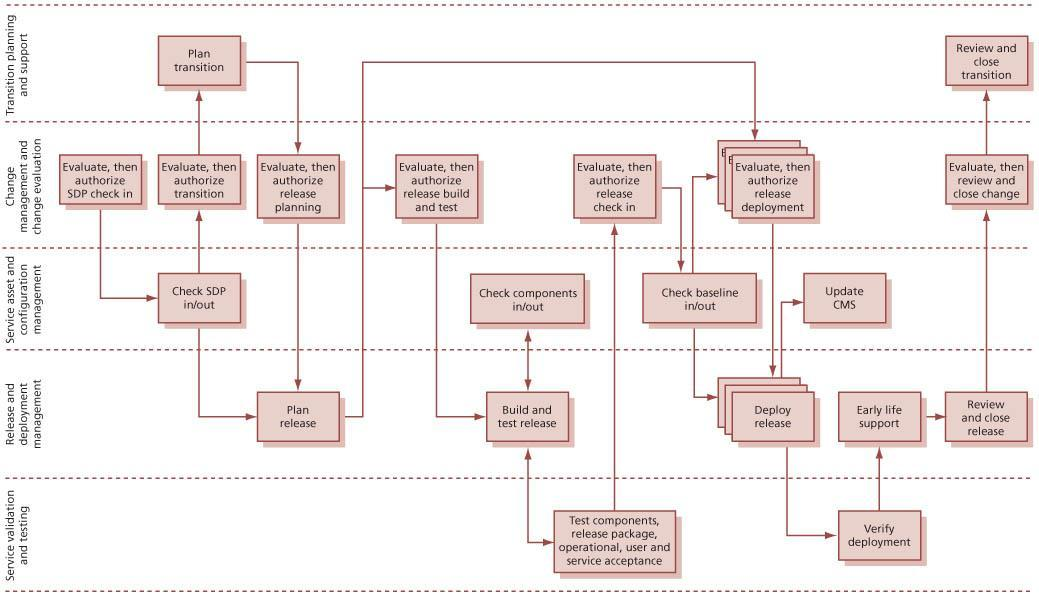 Transition planning
and support
Plan
transition
Review and
close
transition
Change
management and
change evaluation
Evaluate, then
authorize
SDP check in
Evaluate, then
authorize
transition
Evaluate, then
authorize
release
planning
Evaluate, then
authorize
release build
and test
Evaluate, then
authorize
release
check in
E
E
Evaluate, then
authorize
release
deployment
Evaluate, then
review and
close change
Service asset and
configuration
management
Check SDP
in/out
Check components
in/out
Check baseline
in/out
Update
CMS
Release and
deployment
management
Plan
release
Build and
test release
Deploy
release
Early life
support
Review
and close
release
Service validation
and testing
Test components,
release package,
operational, user and
service acceptance
Verify
deployment